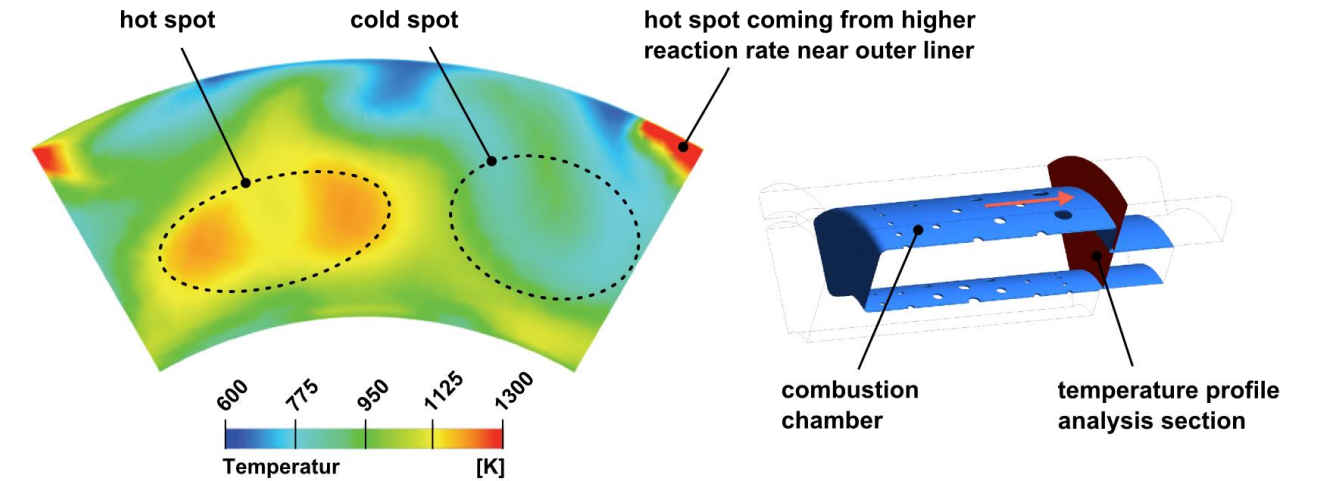 hot spot
cold spot
hot spot coming from higher
reaction rate near outer liner
600
775
950
1125
1300
Temperatur
[K]
combustion
chamber
temperature profile
analysis section